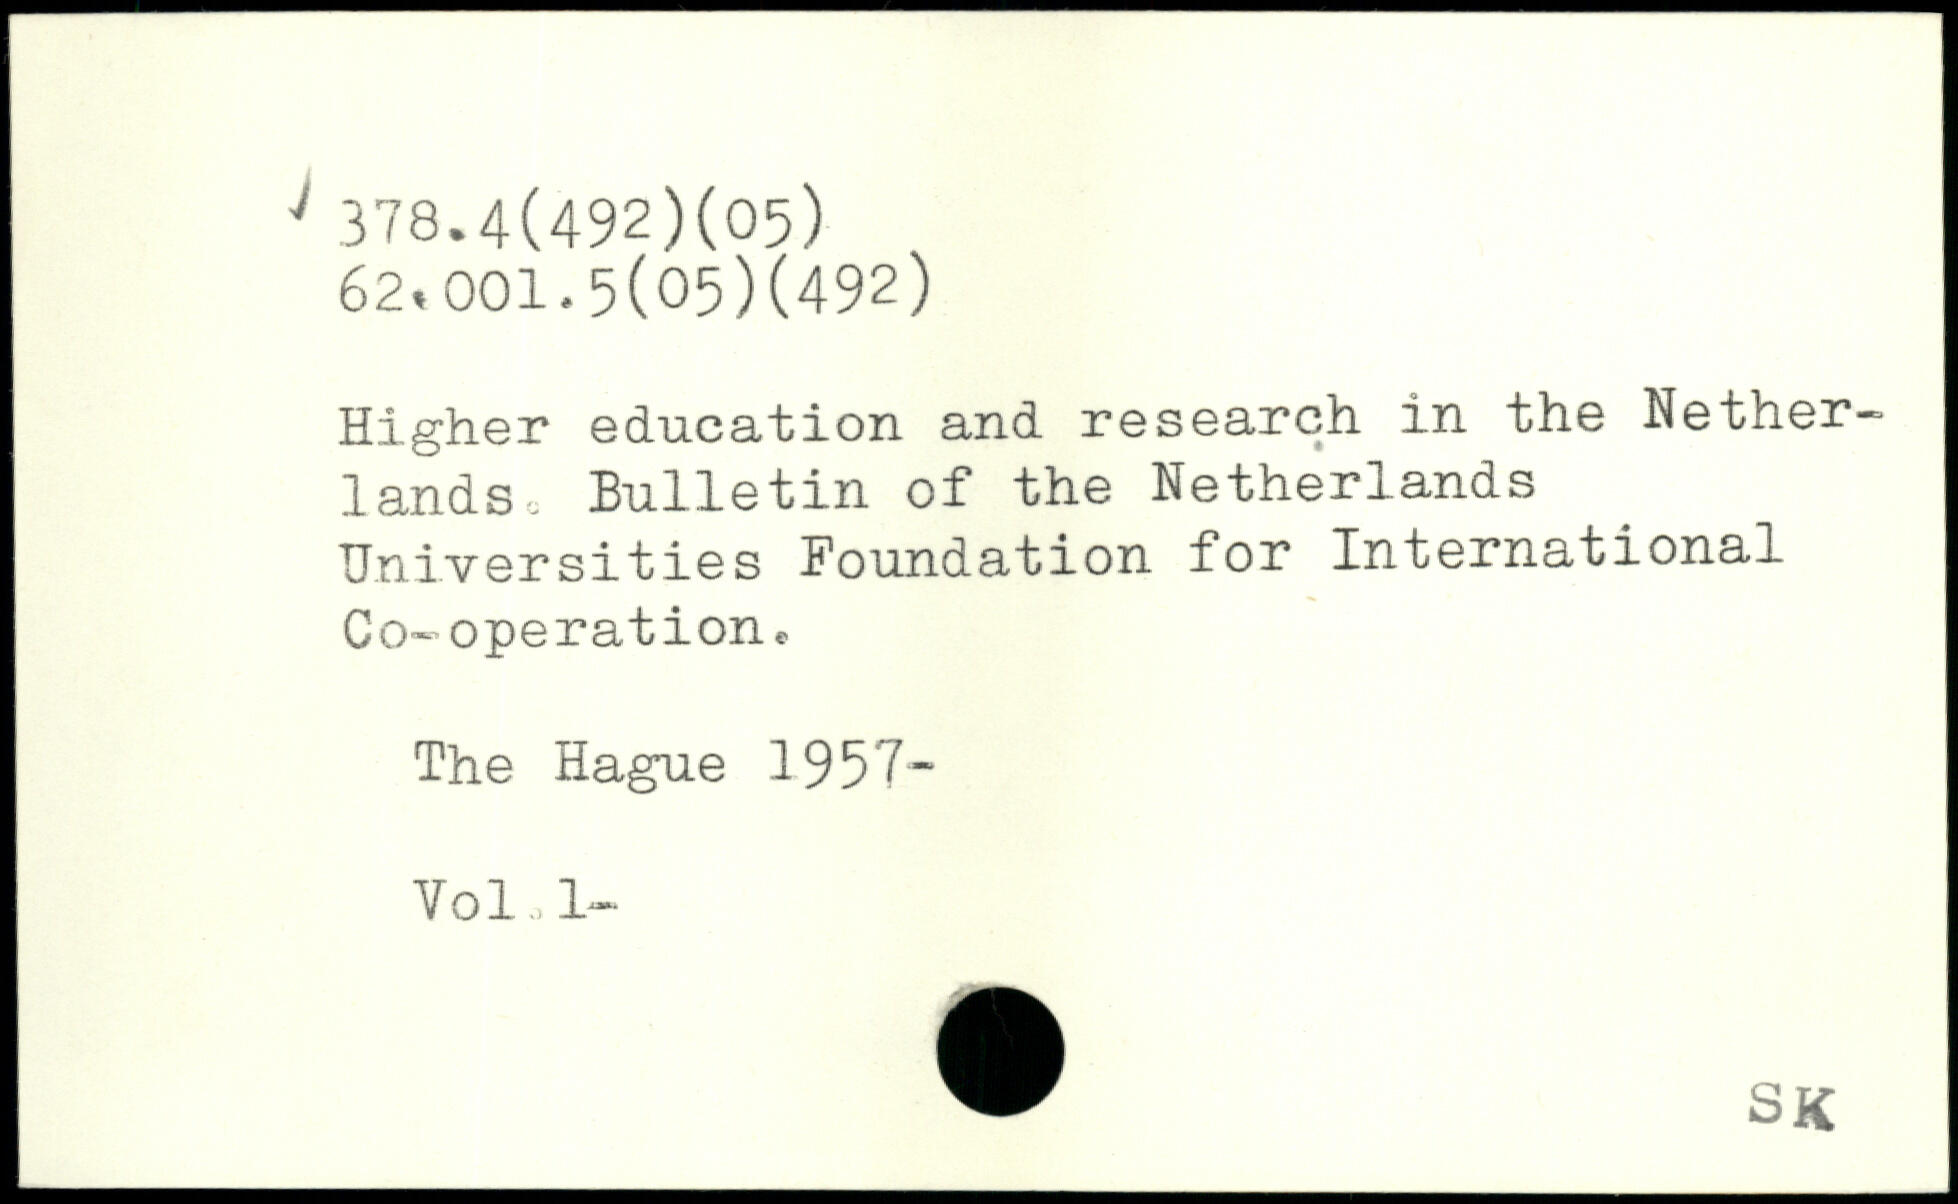 378.4(492)(05)
62.001.5(05)(492)
Higher education and research in the Nether-
lands. Bulletin of the Netherlands
Universities Foundation for International
Co-operation.
The Hague 1957-
Vol.1-
SK